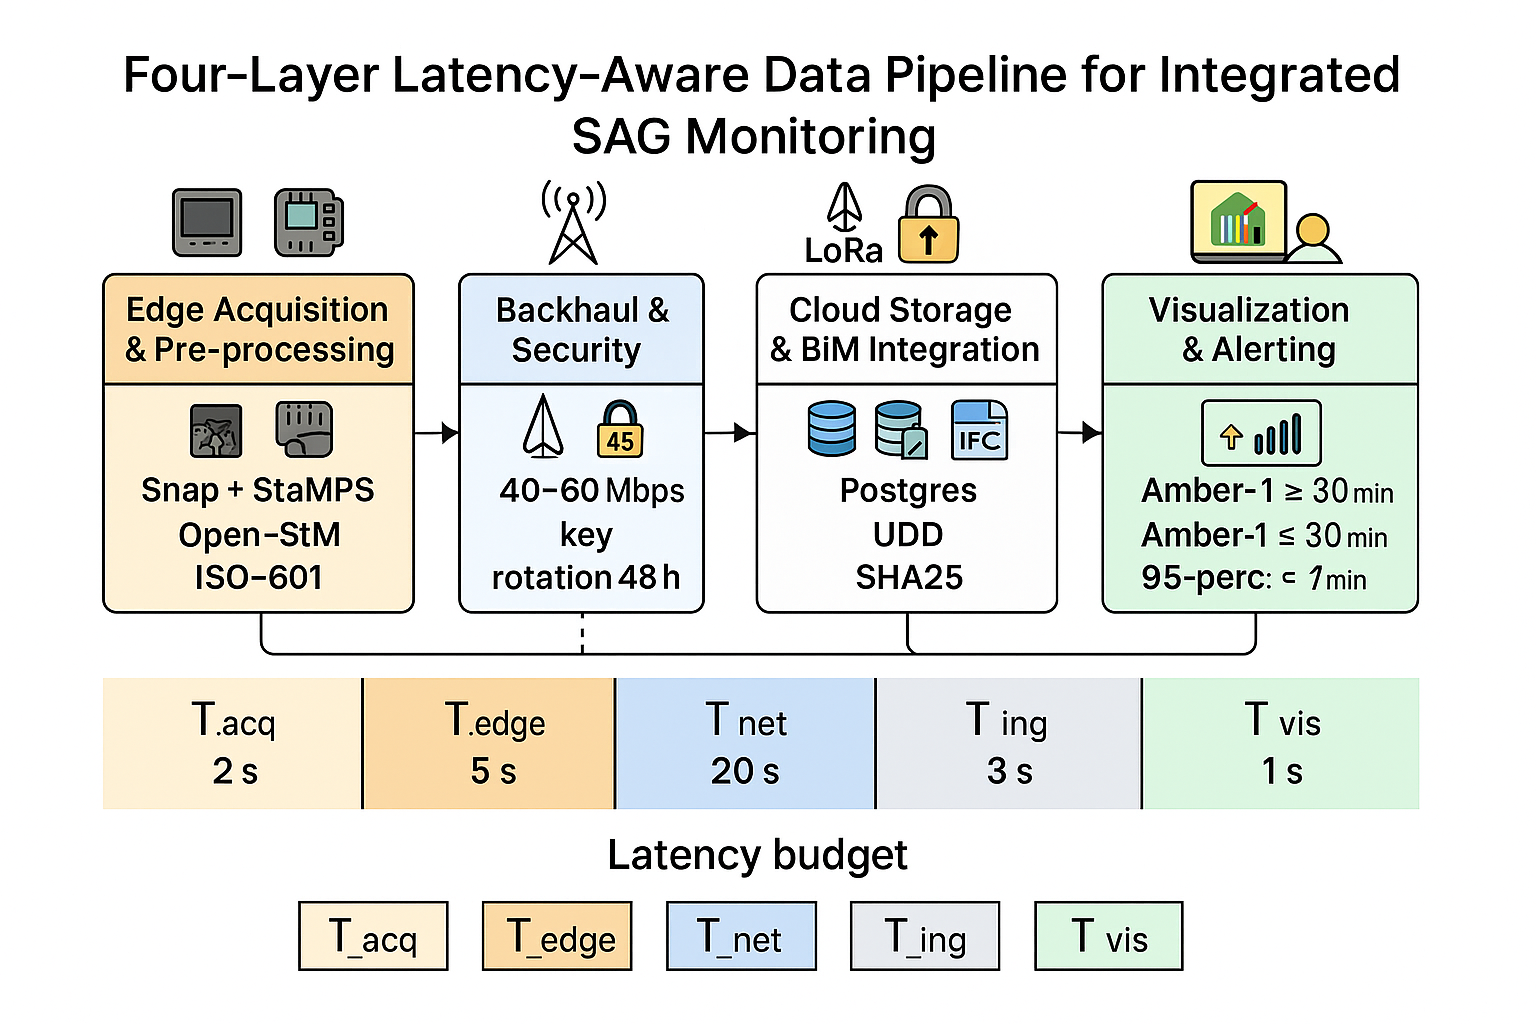 Four-Layer Latency-Aware Data Pipeline for Integrated
SAG Monitoring
LoRa
Edge Acquisition
& Pre-processing
Snap + StaMPS
Open-StM
ISO-601
Backhaul &
Security
45
40-60 Mbps
key
rotation 48 h
Cloud Storage
& BiM Integration
IFC
Postgres
UDD
SHA25
Visualization
& Alerting
Amber-1 ≥ 30 min
Amber-1 ≤ 30 min
95-perc: ⊂ 1 min
T.acq
2 s
T.edge
5 s
T net
20 s
T ing
3 s
T vis
1 s
Latency budget
T_acq
T_edge
T_net
T_ing
T vis